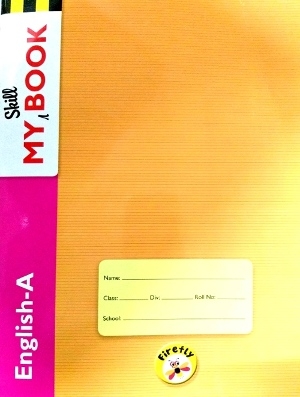 MY Skill BOOK
English-A
Name:
Class: Div.: Roll No:
School:
Firefly